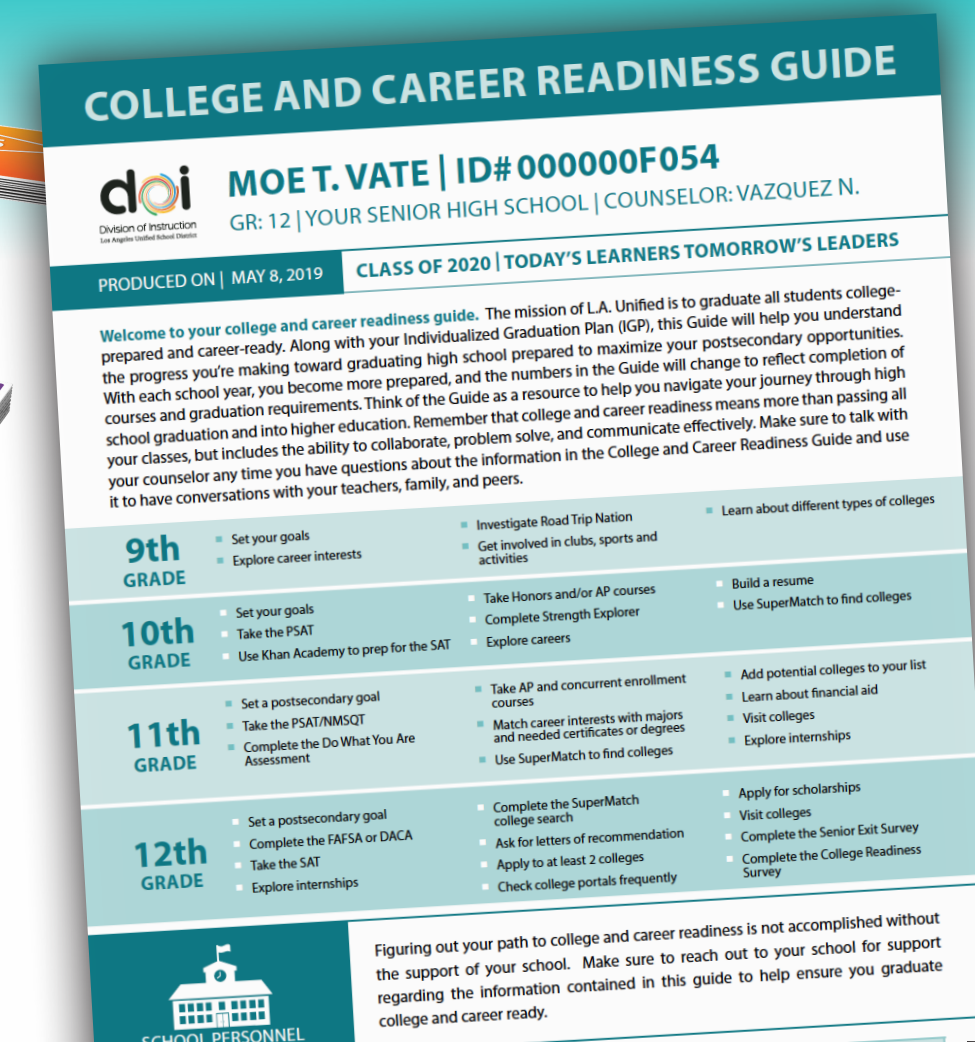 COLLEGE AND CAREER READINESS GUIDE
doi
Division of Instruction
Los Angeles Unified School District
MOE T. VATE | ID# 000000F054
GR: 12 | YOUR SENIOR HIGH SCHOOL | COUNSELOR: VAZQUEZ N.
PRODUCED ON | MAY 8, 2019
CLASS OF 2020 | TODAY'S LEARNERS TOMORROW'S LEADERS
Welcome to your college and career readiness guide. The mission of L.A. Unified is to graduate all students college-
prepared and career-ready. Along with your Individualized Graduation Plan (IGP), this Guide will help you understand
the progress you're making toward graduating high school prepared to maximize your postsecondary opportunities.
With each school year, you become more prepared, and the numbers in the Guide will change to reflect completion of
courses and graduation requirements. Think of the Guide as a resource to help you navigate your journey through high
school graduation and into higher education. Remember that college and career readiness means more than passing all
your classes, but includes the ability to collaborate, problem solve, and communicate effectively. Make sure to talk with
your counselor any time you have questions about the information in the College and Career Readiness Guide and use
it to have conversations with your teachers, family, and peers.
9th
GRADE
Set your goals
Explore career interests
Investigate Road Trip Nation
Get involved in clubs, sports and
activities
Learn about different types of colleges
10th
GRADE
Set your goals
Take the PSAT
Use Khan Academy to prep for the SAT
Take Honors and/or AP courses
Complete Strength Explorer
Explore careers
Build a resume
Use SuperMatch to find colleges
11th
GRADE
Set a postsecondary goal
Take the PSAT/NMSQT
Complete the Do What You Are
Assessment
Take AP and concurrent enrollment
courses
Match career interests with majors
and needed certificates or degrees
Use SuperMatch to find colleges
Add potential colleges to your list
Learn about financial aid
Visit colleges
Explore internships
12th
GRADE
Set a postsecondary goal
Complete the FAFSA or DACA
Take the SAT
Explore internships
Complete the SuperMatch
college search
Ask for letters of recommendation
Apply to at least 2 colleges
Check college portals frequently
Apply for scholarships
Visit colleges
Complete the Senior Exit Survey
Complete the College Readiness
Survey
SCHOOL PERSONNEL
Figuring out your path to college and career readiness is not accomplished without
the support of your school. Make sure to reach out to your school for support
regarding the information contained in this guide to help ensure you graduate
college and career ready.